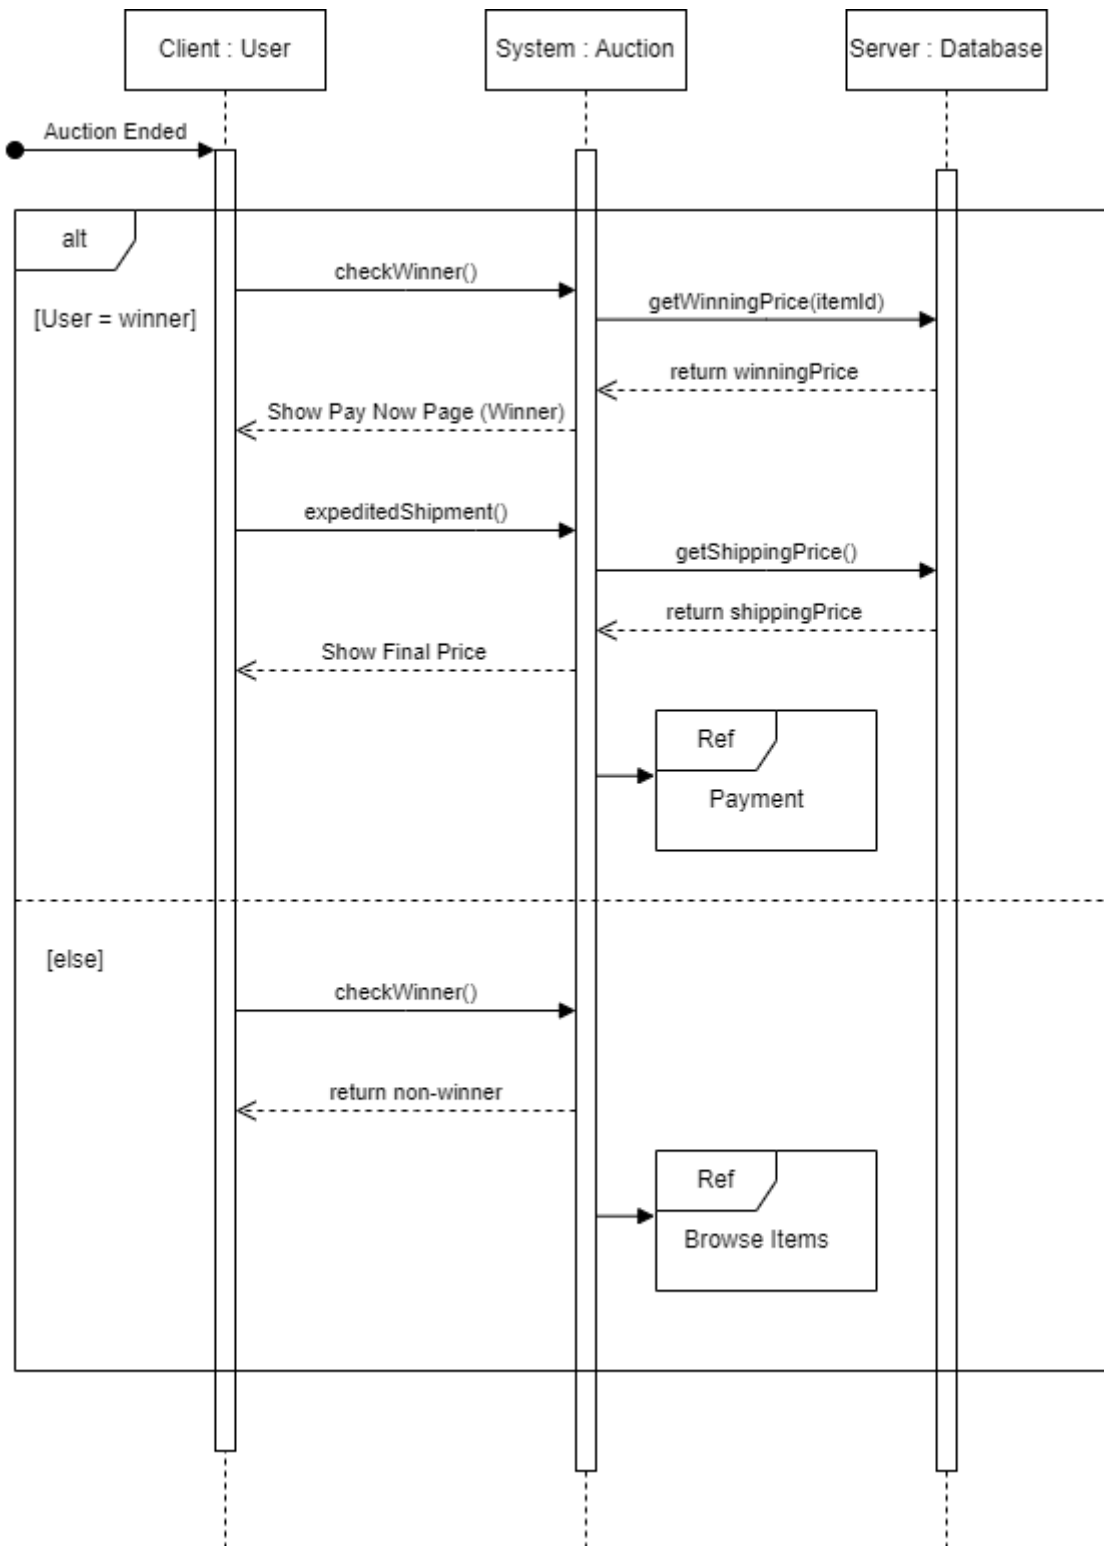 Client : User
System : Auction
Server : Database
Auction Ended
alt
[User = winner]
checkWinner()
getWinningPrice(itemId)
return winningPrice
Show Pay Now Page (Winner)
expeditedShipment()
getShippingPrice()
return shippingPrice
Show Final Price
Ref
Payment
[else]
checkWinner()
return non-winner
Ref
Browse Items